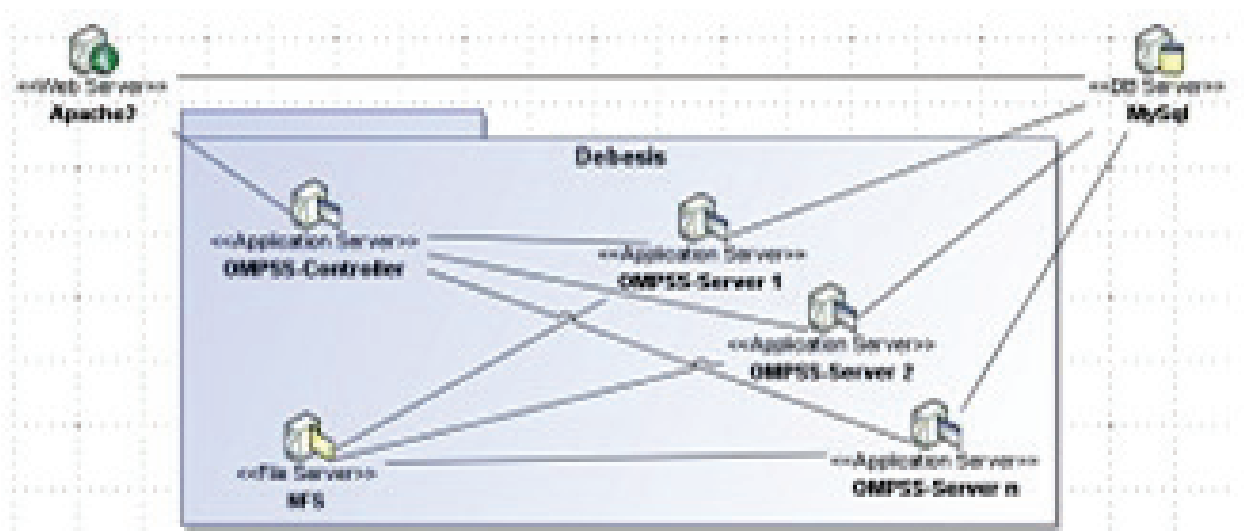 <<Web Server>>
Apache2
<<DB Server>>
MySql
Debesis
<<Application Server>>
OMPSS-Controller
<<Application Server>>
OMPSS-Server 1
<<Application Server>>
OMPSS-Server 2
<<File Server>>
NFS
<<Application Server>>
OMPSS-Server n